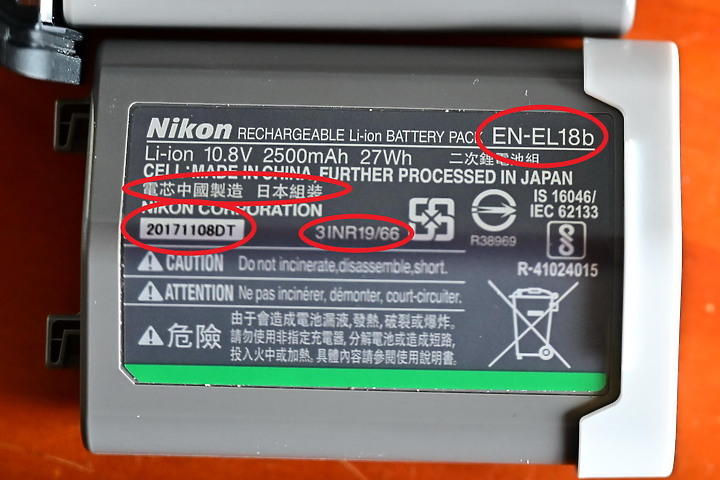 Nikon RECHARGEABLE Li-ion BATTERY PACK EN-EL18b
Li-ion 10.8V 2500mAh 27Wh 二次鋰電池組
CELL:MADE IN CHINA, FURTHER PROCESSED IN JAPAN
電芯中國製造 日本組装
NIKON CORPORATION
IS 16046/
IEC 62133
20171108DT
3INR19/66
R38969
R-41024015
CAUTION Do not incinerate,disassemble,short.
ATTENTION Ne pas incinérer, démonter, court-circuiter.
危險
由于會造成電池漏液,發熱,破裂或爆炸。
請勿使用非指定充電器,分解電池或造成短路,
投入火中或加熱。具體內容請參閱使用說明書。